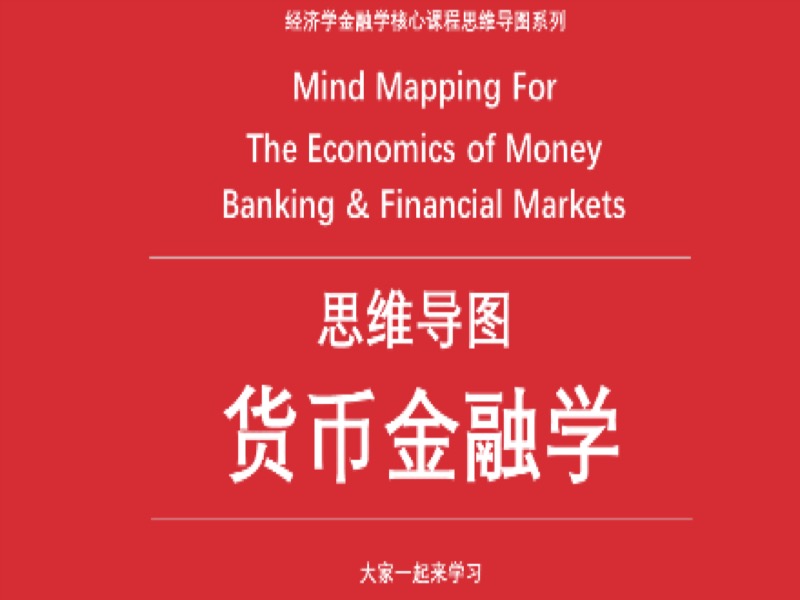 经济学金融学核心课程思维导图系列
Mind Mapping For
The Economics of Money
Banking & Financial Markets
思维导图
货币金融学
大家一起来学习